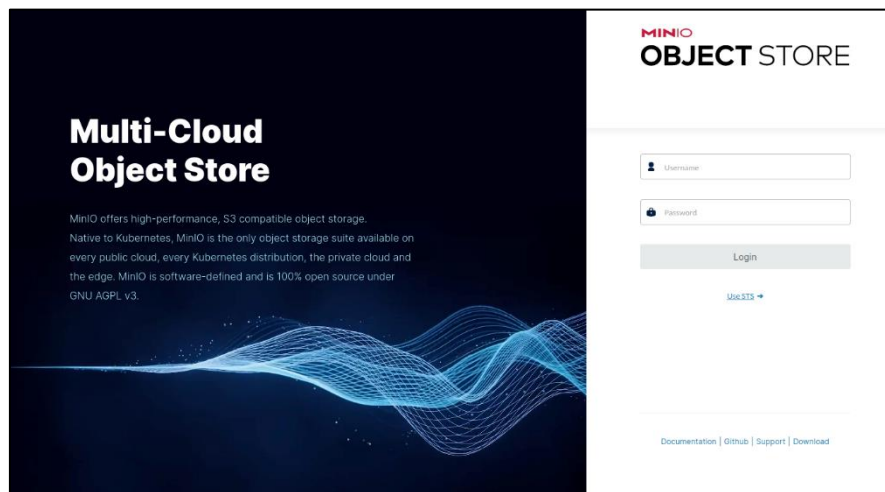 Multi-Cloud
Object Store
MinIO offers high-performance, S3 compatible object storage.
Native to Kubernetes, MinIO is the only object storage suite available on
every public cloud, every Kubernetes distribution, the private cloud and
the edge. MinIO is software-defined and is 100% open source under
GNU AGPL v3.
MINIO
OBJECT STORE
Username
Password
Login
Use STS ➔
Documentation | Github | Support | Download